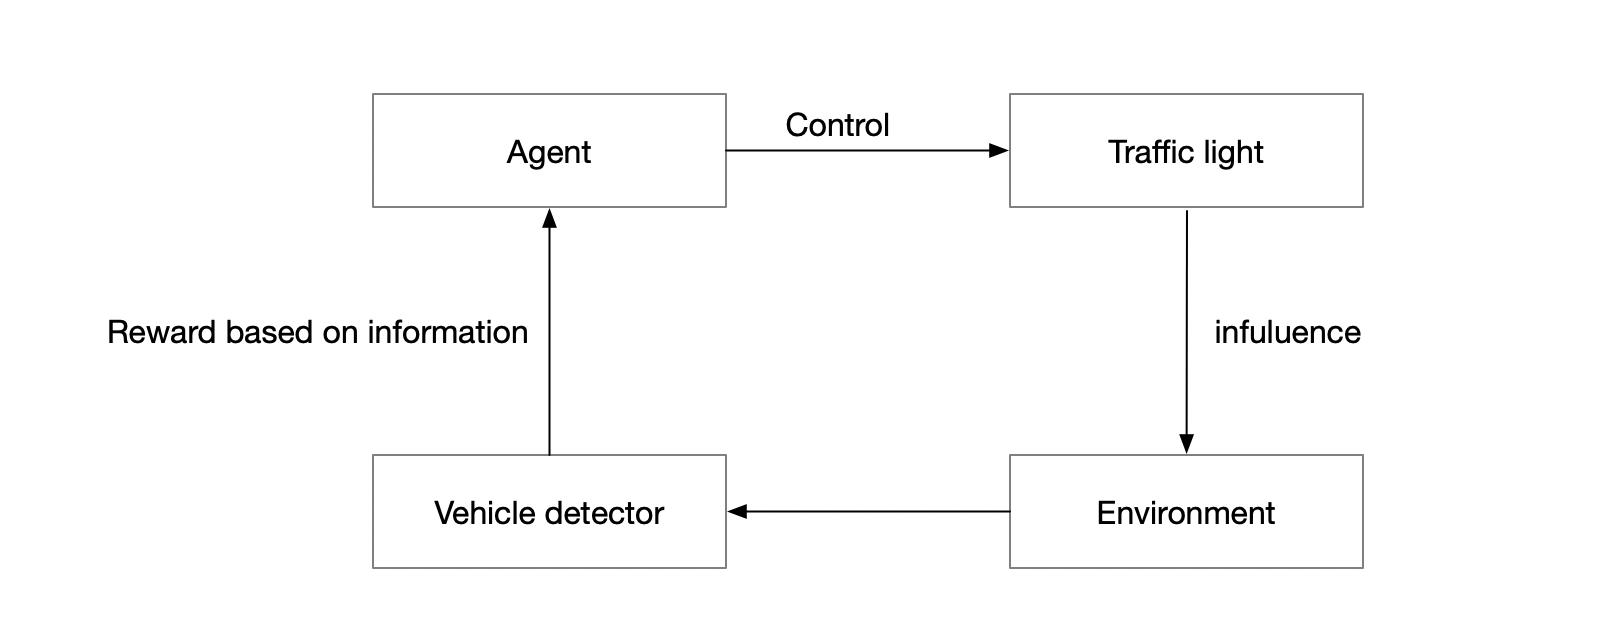 Control
Agent
Traffic light
Reward based on information
infuluence
Vehicle detector
Environment